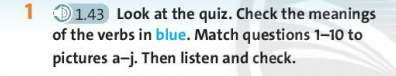 1 1.43 Look at the quiz. Check the meanings
of the verbs in blue. Match questions 1–10 to
pictures a–j. Then listen and check.